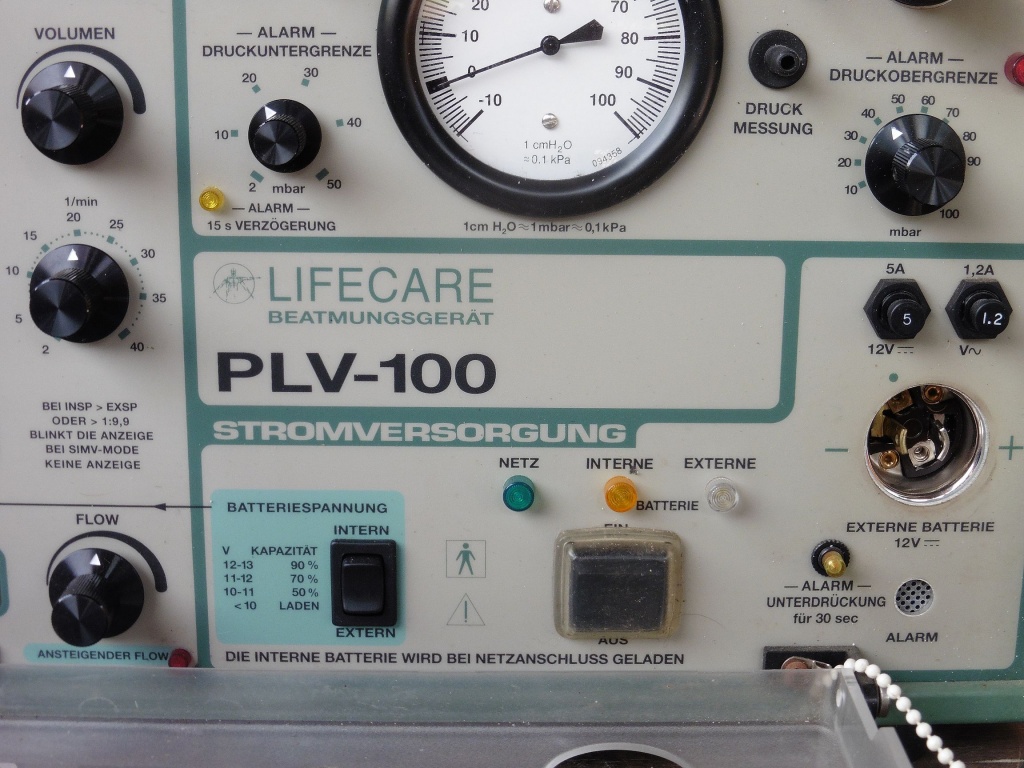 VOLUMEN
1/min
2
5
10
15
20
25
30
35
40
BEI INSP > EXSP
ODER > 1:9,9
BLINKT DIE ANZEIGE
BEI SIMV-MODE
KEINE ANZEIGE
FLOW
ANSTEIGENDER FLOW
— ALARM —
DRUCKUNTERGRENZE
2
10
20
30
40
50
mbar
— ALARM —
15 s VERZÖGERUNG
20
10
0
-10
70
80
90
100
1 cmH2O
≈0.1 kPa
034358
1cm H2O≈1mbar≈0,1kPa
DRUCK
MESSUNG
— ALARM —
DRUCKOBERGRENZE
10
20
30
40
50
60
70
80
90
100
mbar
LIFECARE
BEATMUNGSGERÄT
PLV-100
5A
1,2A
5
1.2
12V
V~
STROMVERSORGUNG
NETZ
INTERNE
EXTERNE
BATTERIE
BATTERIESPANNUNG
INTERN
V KAPAZITÄT
12-13 90 %
11-12 70 %
10-11 50 %
<10 LADEN
EXTERN
EIN
AUS
DIE INTERNE BATTERIE WIRD BEI NETZANSCHLUSS GELADEN
− +
EXTERNE BATTERIE
12V
— ALARM —
UNTERDRÜCKUNG
für 30 sec
ALARM